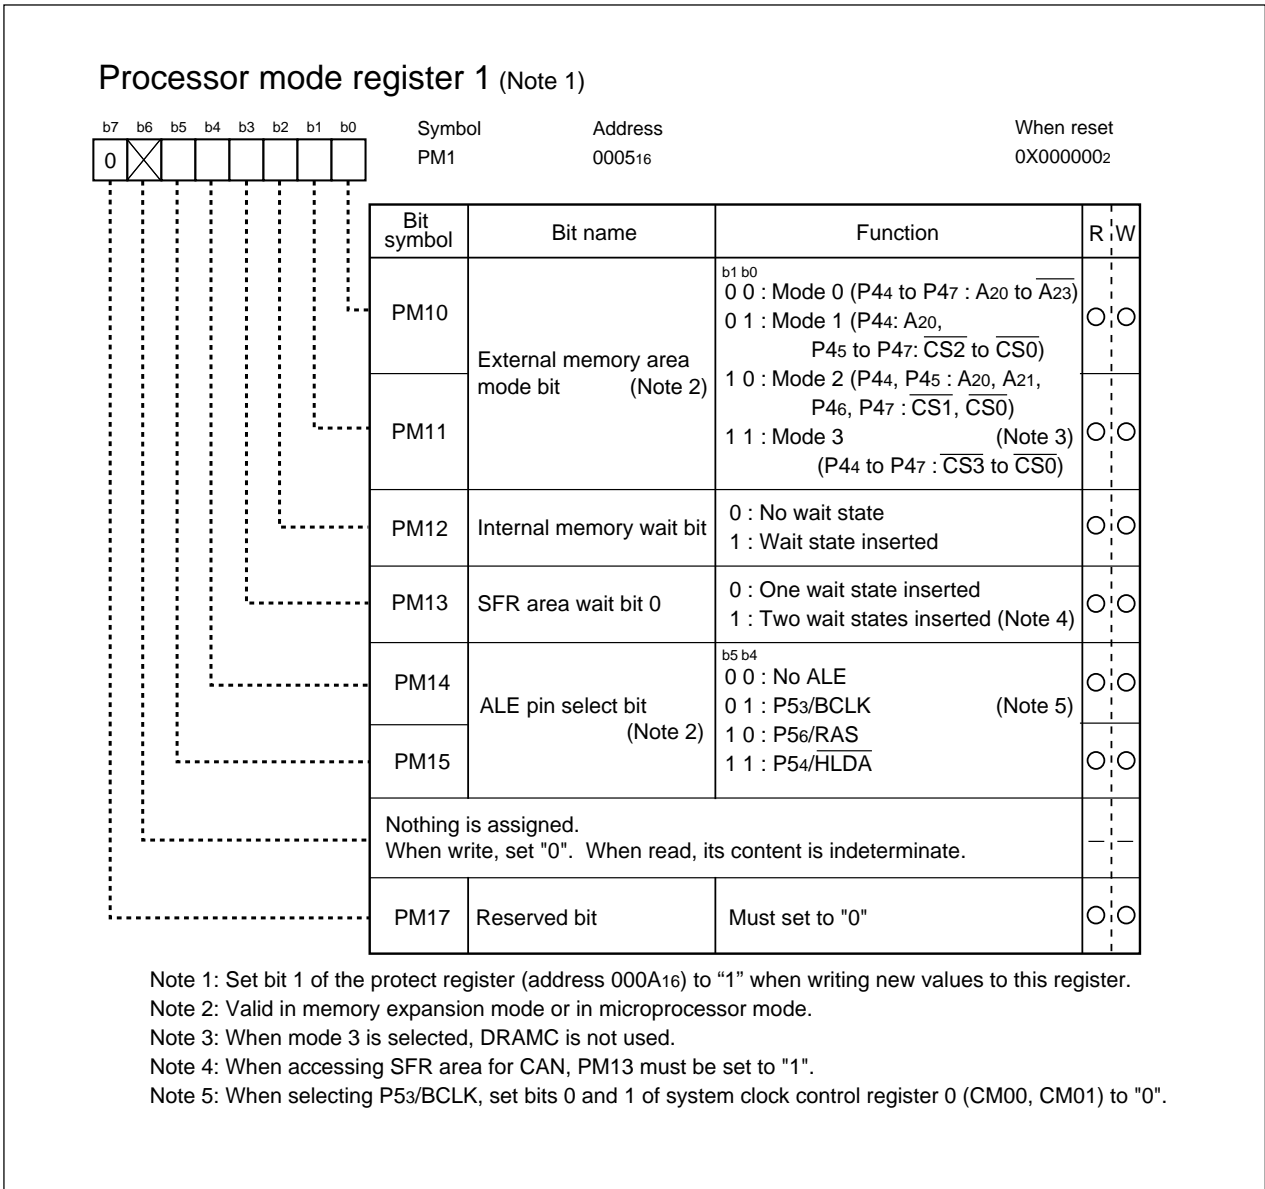 Processor mode register 1 (Note 1)
b7 b6 b5 b4 b3 b2 b1 b0
Symbol Address When reset
0 PM1 000516 0X0000002
Bit symbol Bit name Function R W
PM10
PM11
External memory area
mode bit (Note 2)
b1 b0
0 0 : Mode 0 (P44 to P47 : A20 to A23)
0 1 : Mode 1 (P44: A20,
P45 to P47: CS2 to CS0)
1 0 : Mode 2 (P44, P45 : A20, A21,
P46, P47 : CS1, CS0)
1 1 : Mode 3 (Note 3)
(P44 to P47 : CS3 to CS0)
PM12 Internal memory wait bit
0 : No wait state
1 : Wait state inserted
PM13 SFR area wait bit 0
0 : One wait state inserted
1 : Two wait states inserted (Note 4)
PM14
PM15
ALE pin select bit
(Note 2)
b5 b4
0 0 : No ALE
0 1 : P53/BCLK (Note 5)
1 0 : P56/RAS
1 1 : P54/HLDA
Nothing is assigned.
When write, set "0". When read, its content is indeterminate.
PM17 Reserved bit Must set to "0"
Note 1: Set bit 1 of the protect register (address 000A16) to “1” when writing new values to this register.
Note 2: Valid in memory expansion mode or in microprocessor mode.
Note 3: When mode 3 is selected, DRAMC is not used.
Note 4: When accessing SFR area for CAN, PM13 must be set to "1".
Note 5: When selecting P53/BCLK, set bits 0 and 1 of system clock control register 0 (CM00, CM01) to "0".